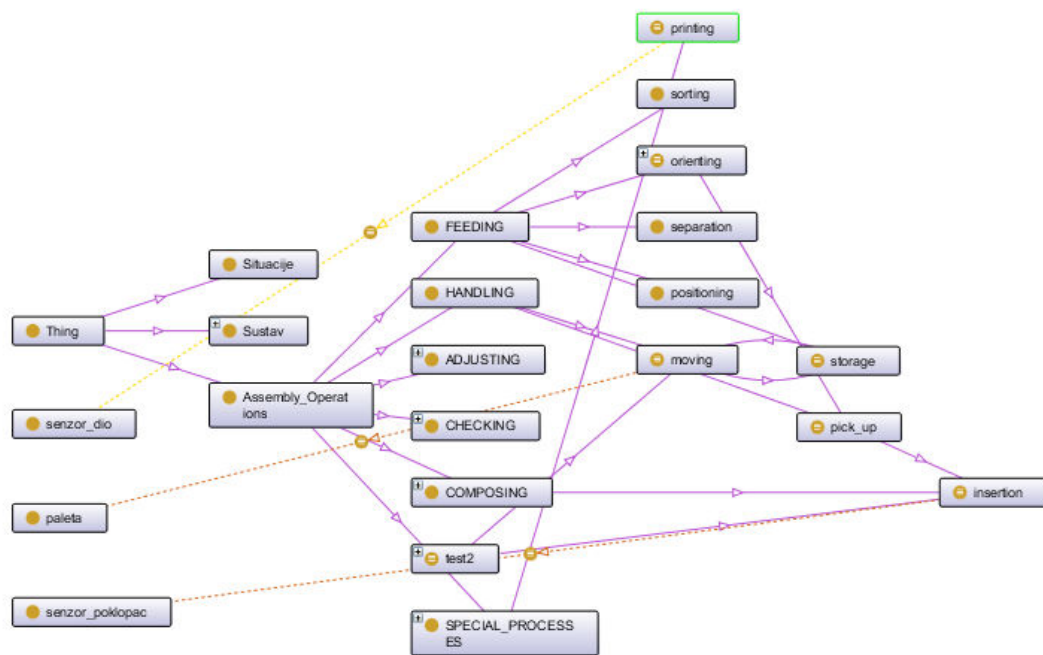 printing
sorting
orienting
FEEDING
separation
Situacije
HANDLING
positioning
Thing
Sustav
ADJUSTING
moving
storage
Assembly_Operat
ions
senzor_dio
CHECKING
pick_up
COMPOSING
insertion
paleta
test2
senzor_poklopac
SPECIAL_PROCESS
ES